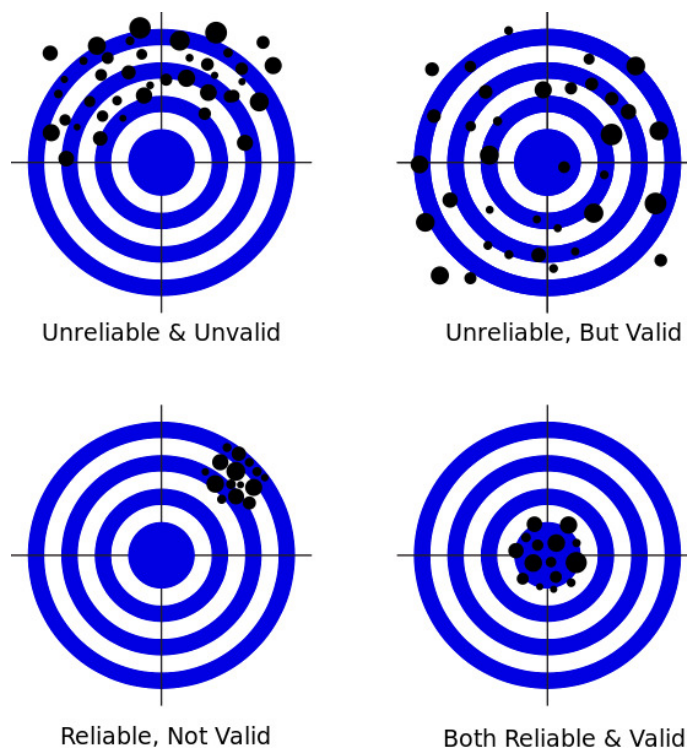 Unreliable & Unvalid
Unreliable, But Valid
Reliable, Not Valid
Both Reliable & Valid